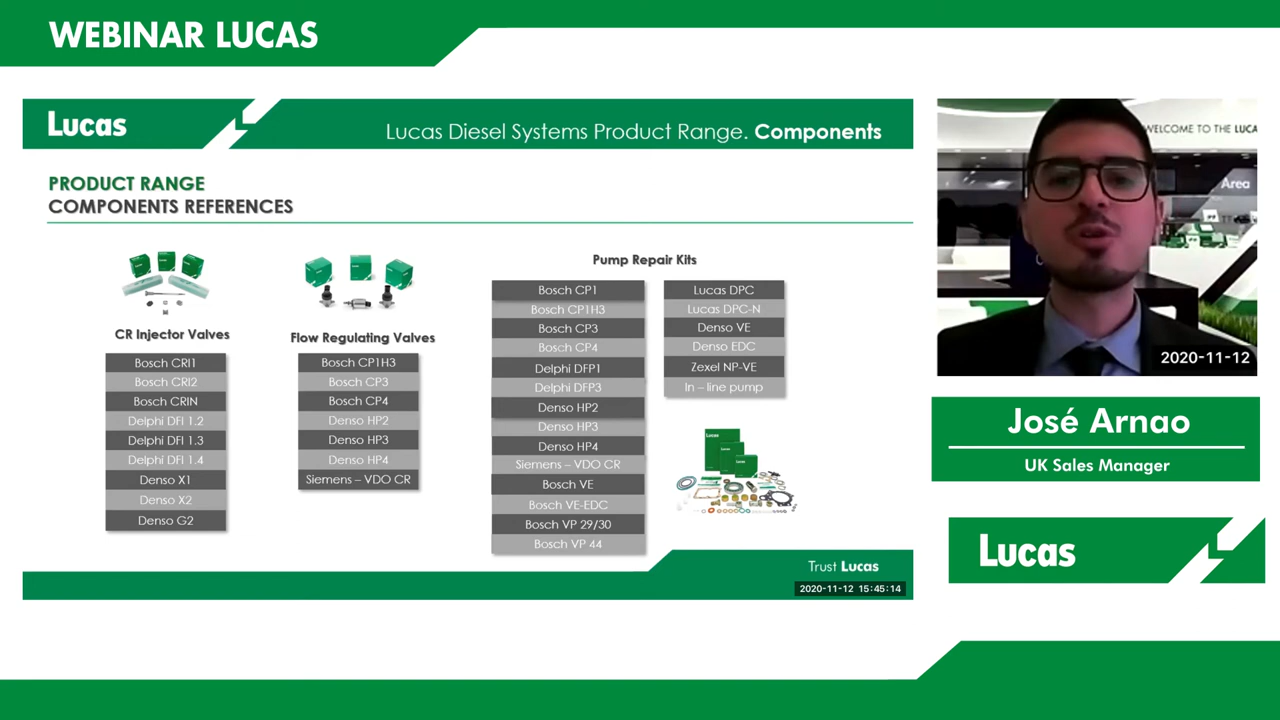 WEBINAR LUCAS
Lucas
Lucas Diesel Systems Product Range. Components
PRODUCT RANGE
COMPONENTS REFERENCES
CR Injector Valves
Bosch CRI1
Bosch CRI2
Bosch CRIN
Delphi DFI 1.2
Delphi DFI 1.3
Delphi DFI 1.4
Denso X1
Denso X2
Denso G2
Flow Regulating Valves
Bosch CP1H3
Bosch CP3
Bosch CP4
Denso HP2
Denso HP3
Denso HP4
Siemens – VDO CR
Pump Repair Kits
Bosch CP1
Bosch CP1H3
Bosch CP3
Bosch CP4
Delphi DFP1
Delphi DFP3
Denso HP2
Denso HP3
Denso HP4
Siemens – VDO CR
Bosch VE
Bosch VE-EDC
Bosch VP 29/30
Bosch VP 44
Lucas DPC
Lucas DPC-N
Denso VE
Denso EDC
Zexel NP-VE
In – line pump
Trust Lucas
2020-11-12 15:45:14
WELCOME TO THE LUCA
Area
2020-11-12
José Arnao
UK Sales Manager
Lucas